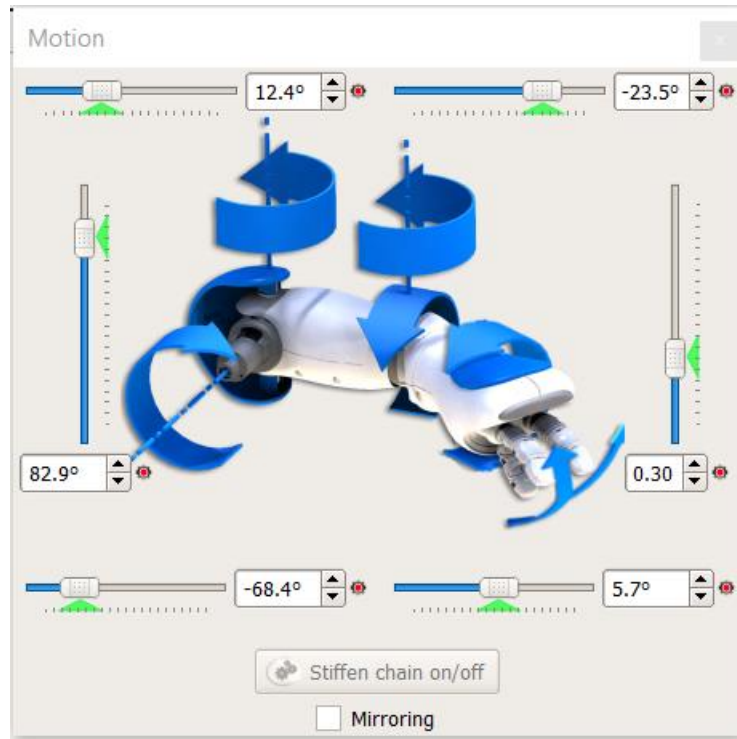 Motion
12.4°
-23.5°
82.9°
0.30
-68.4°
5.7°
Stiffen chain on/off
Mirroring